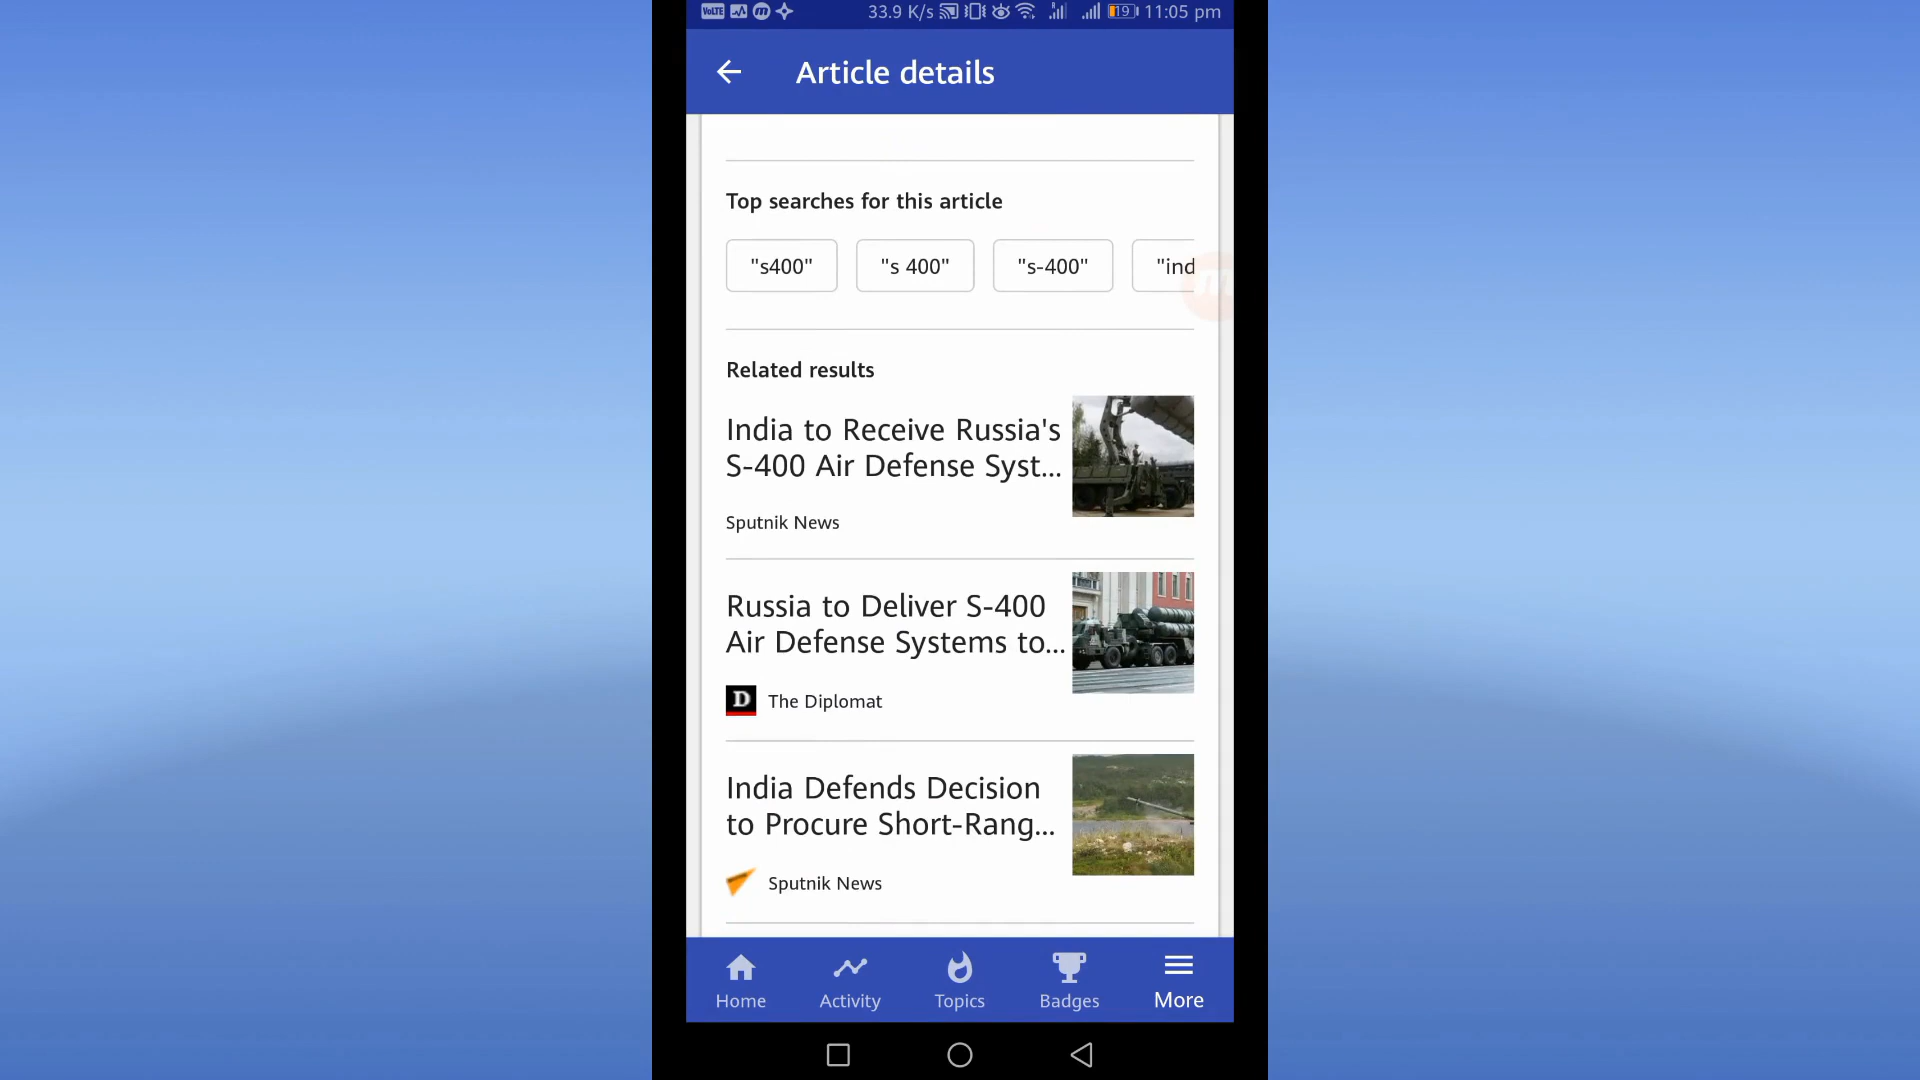 VoLTE 33.9 K/s 19 11:05 pm
Article details
Top searches for this article
"s400" "s 400" "s-400" "ind
Related results
India to Receive Russia's
S-400 Air Defense Syst...
Sputnik News
Russia to Deliver S-400
Air Defense Systems to...
D The Diplomat
India Defends Decision
to Procure Short-Rang...
Sputnik News
Home Activity Topics Badges More